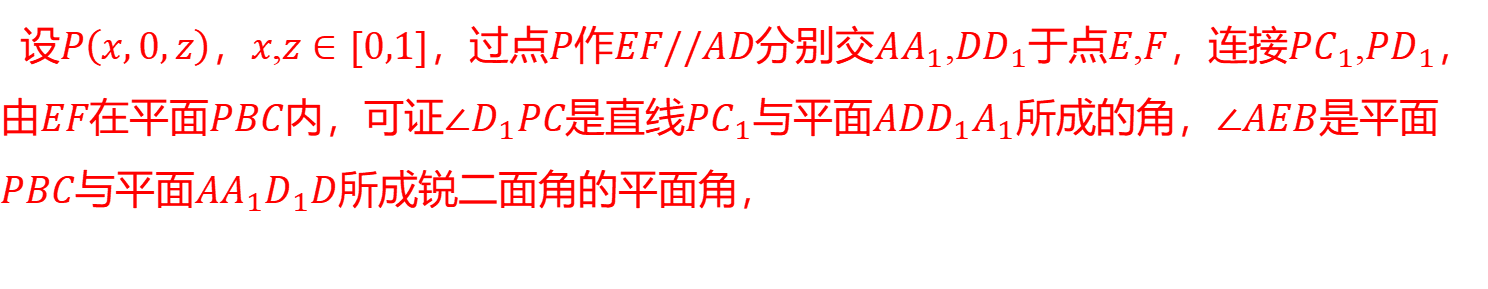 设P(x,0,z)，x,z ∈ [0,1]，过点P作EF//AD分别交AA₁,DD₁于点E,F，连接PC₁,PD₁，
由EF在平面PBC内，可证∠D₁PC是直线PC₁与平面ADD₁A₁所成的角，∠AEB是平面
PBC与平面AA₁D₁D所成锐二面角的平面角，